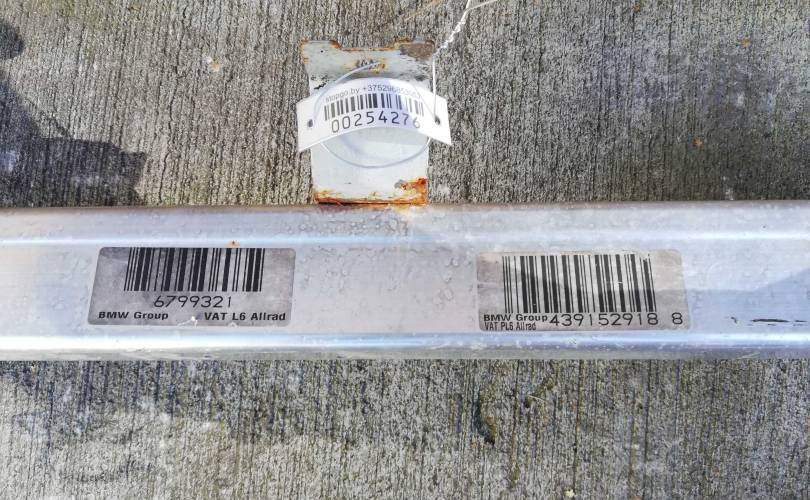 00254276
6799321
BMW Group VAT L6 Allrad
BMW Group 439152918 8
VAT PL6 Allrad